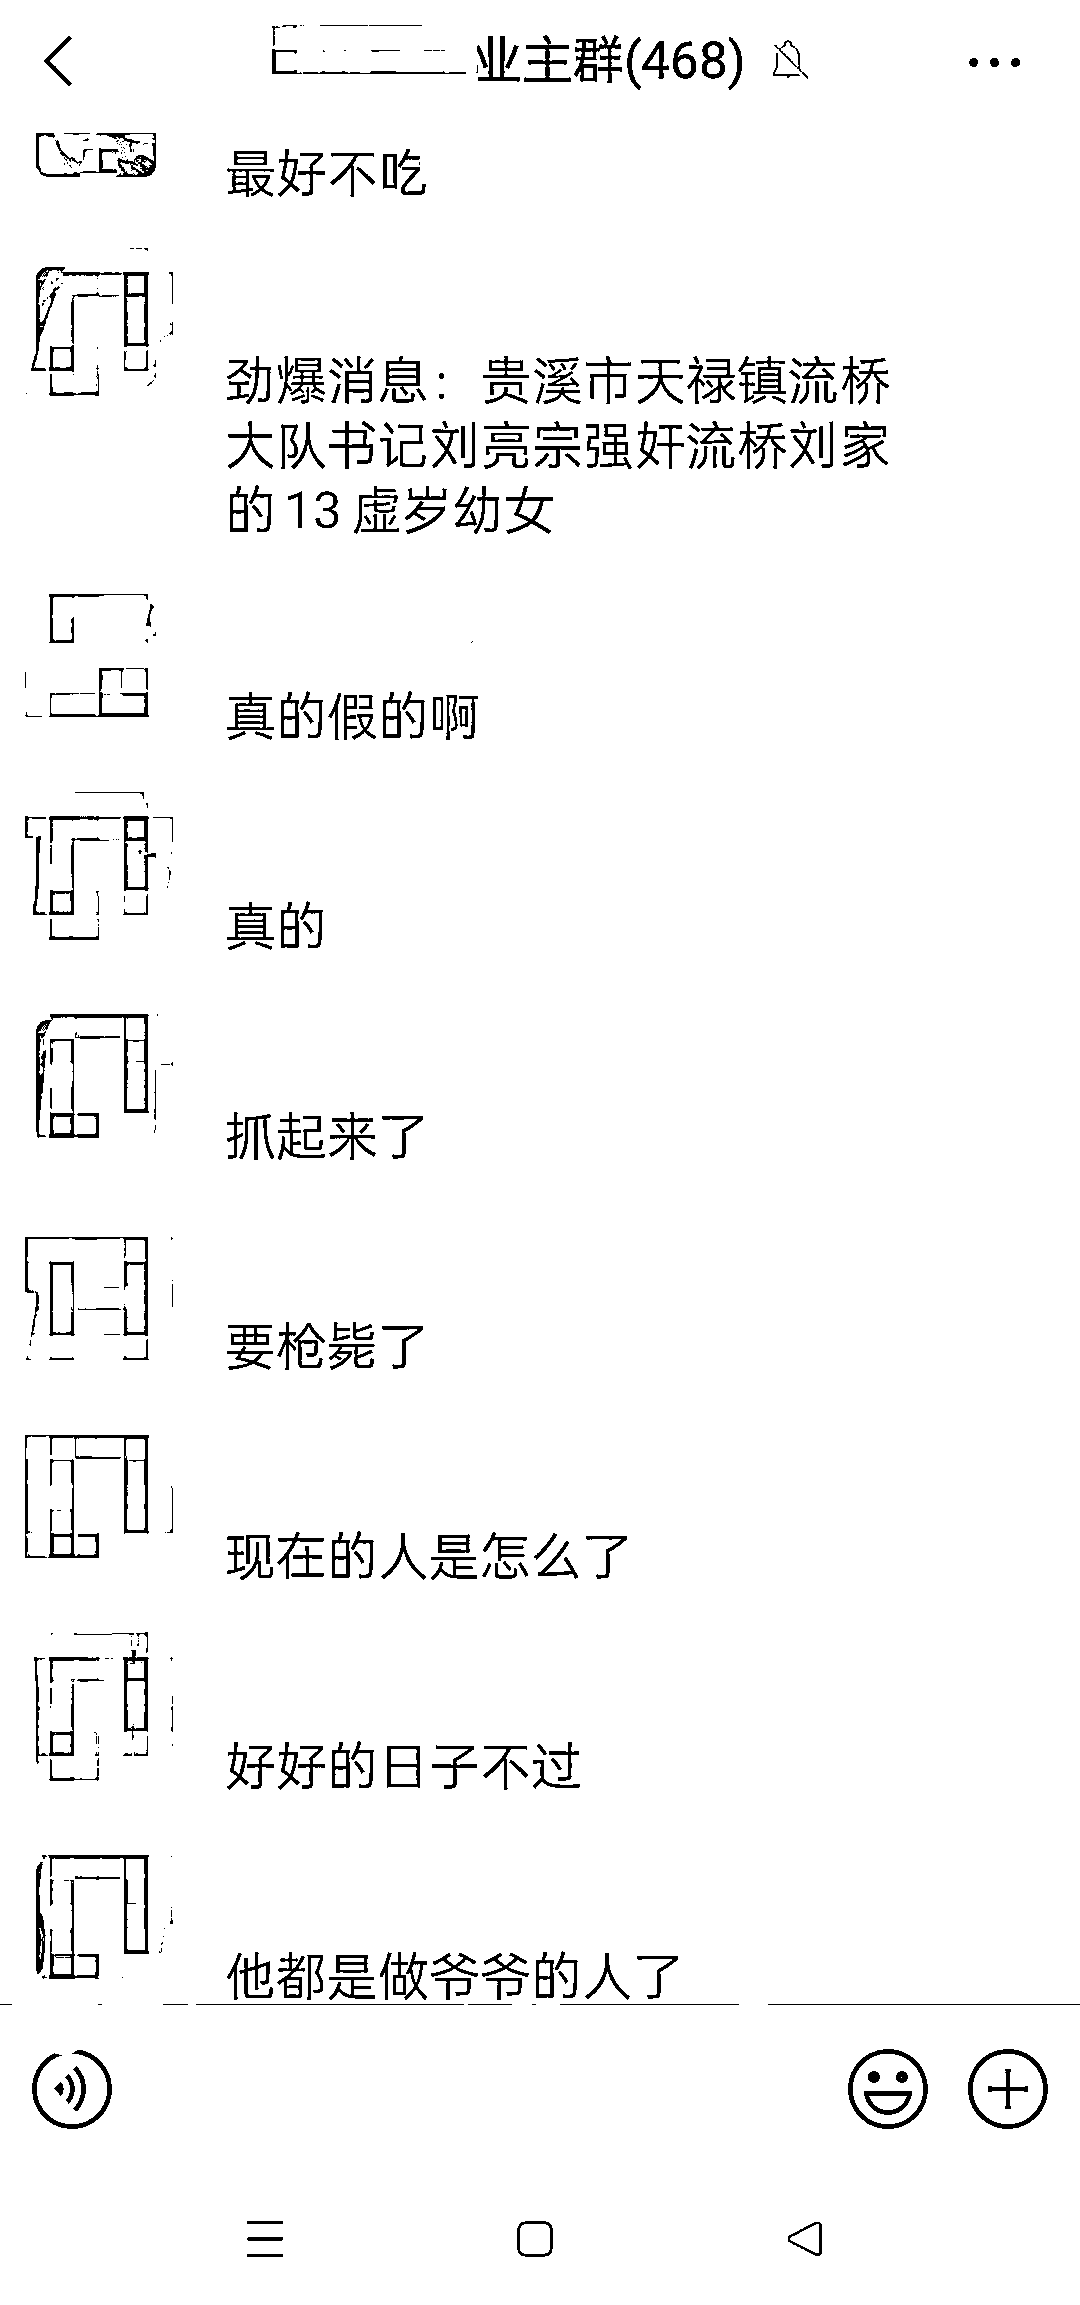 业主群(468)
最好不吃
劲爆消息：贵溪市天禄镇流桥
大队书记刘亮宗强奸流桥刘家
的13虚岁幼女
真的假的啊
真的
抓起来了
要枪毙了
现在的人是怎么了
好好的日子不过
他都是做爷爷的人了